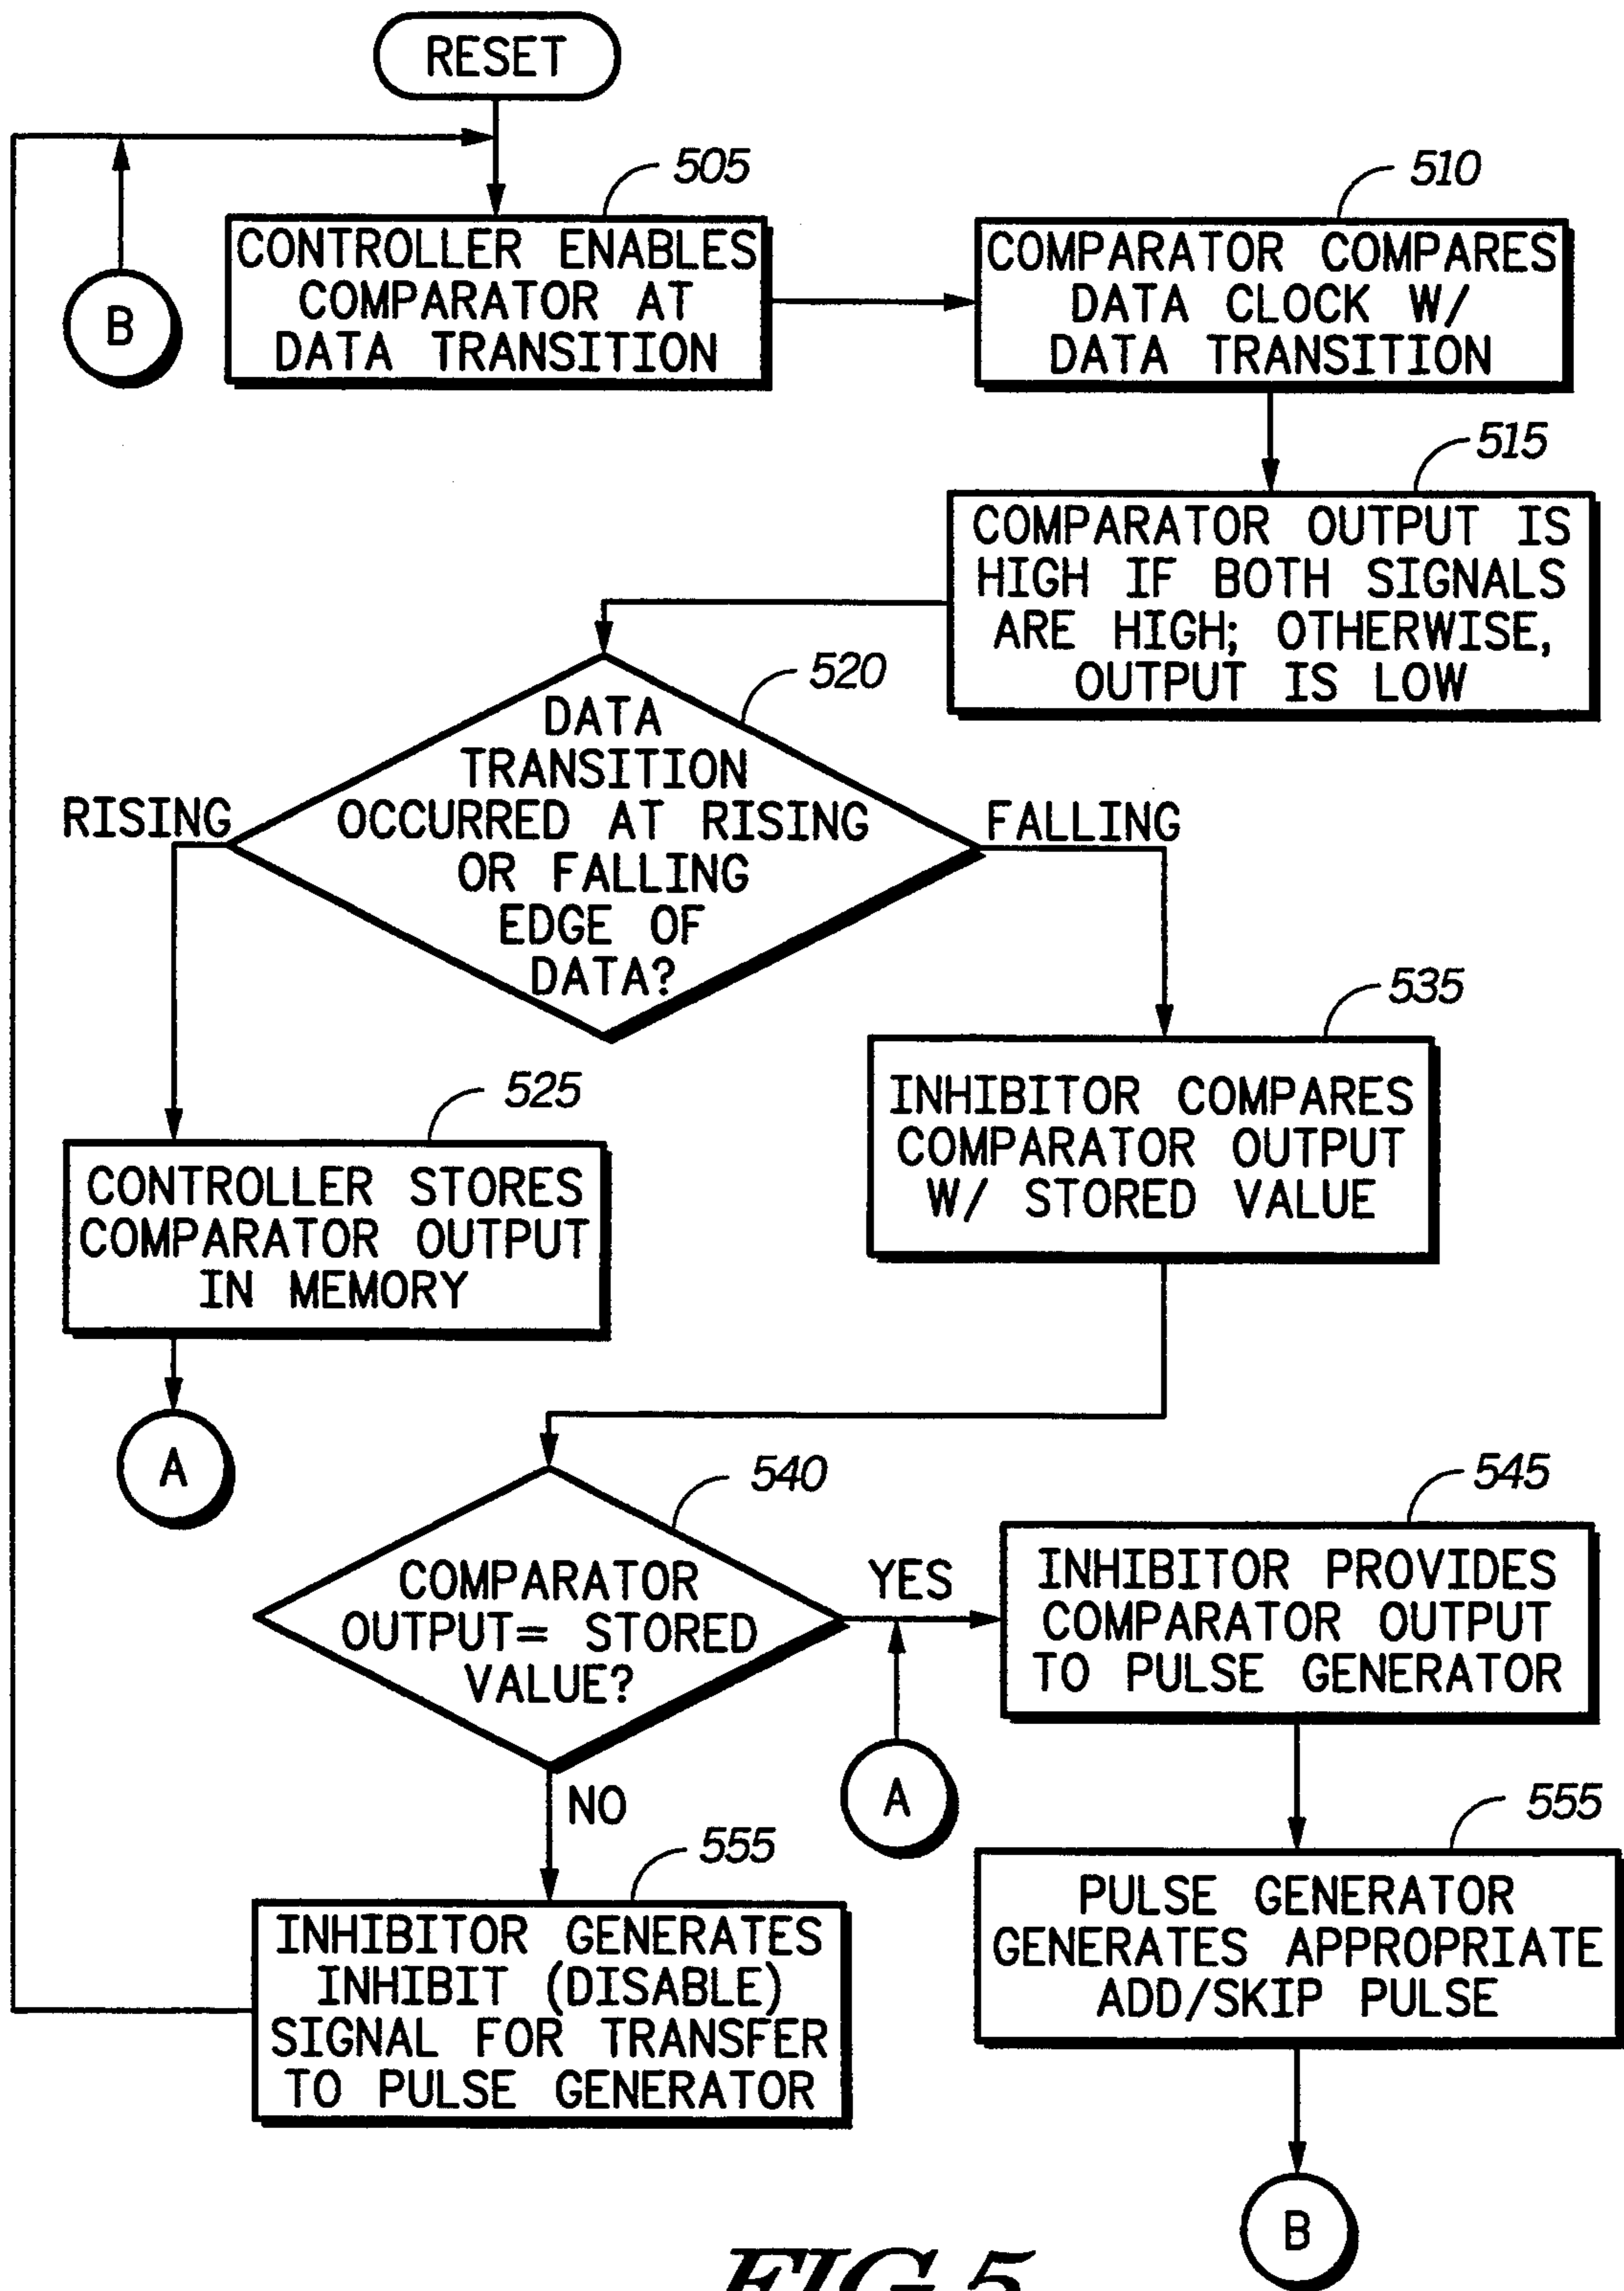 RESET
505
510
CONTROLLER ENABLES
COMPARATOR AT
DATA TRANSITION
COMPARATOR COMPARES
DATA CLOCK W/
DATA TRANSITION
B
515
COMPARATOR OUTPUT IS
HIGH IF BOTH SIGNALS
ARE HIGH; OTHERWISE,
OUTPUT IS LOW
520
DATA
TRANSITION
OCCURRED AT RISING
OR FALLING
EDGE OF
DATA?
RISING
FALLING
535
INHIBITOR COMPARES
COMPARATOR OUTPUT
W/ STORED VALUE
525
CONTROLLER STORES
COMPARATOR OUTPUT
IN MEMORY
A
540
COMPARATOR
OUTPUT= STORED
VALUE?
YES
545
INHIBITOR PROVIDES
COMPARATOR OUTPUT
TO PULSE GENERATOR
A
NO
555
INHIBITOR GENERATES
INHIBIT (DISABLE)
SIGNAL FOR TRANSFER
TO PULSE GENERATOR
555
PULSE GENERATOR
GENERATES APPROPRIATE
ADD/SKIP PULSE
B
FIG.5